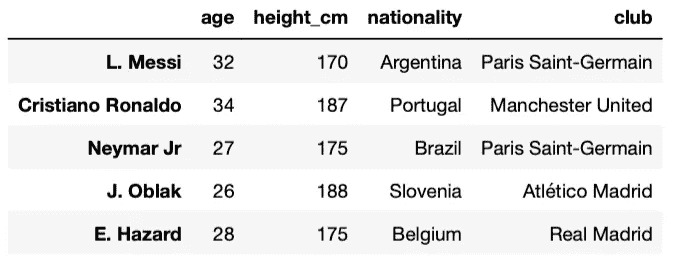 age height_cm nationality club
L. Messi 32 170 Argentina Paris Saint-Germain
Cristiano Ronaldo 34 187 Portugal Manchester United
Neymar Jr 27 175 Brazil Paris Saint-Germain
J. Oblak 26 188 Slovenia Atlético Madrid
E. Hazard 28 175 Belgium Real Madrid